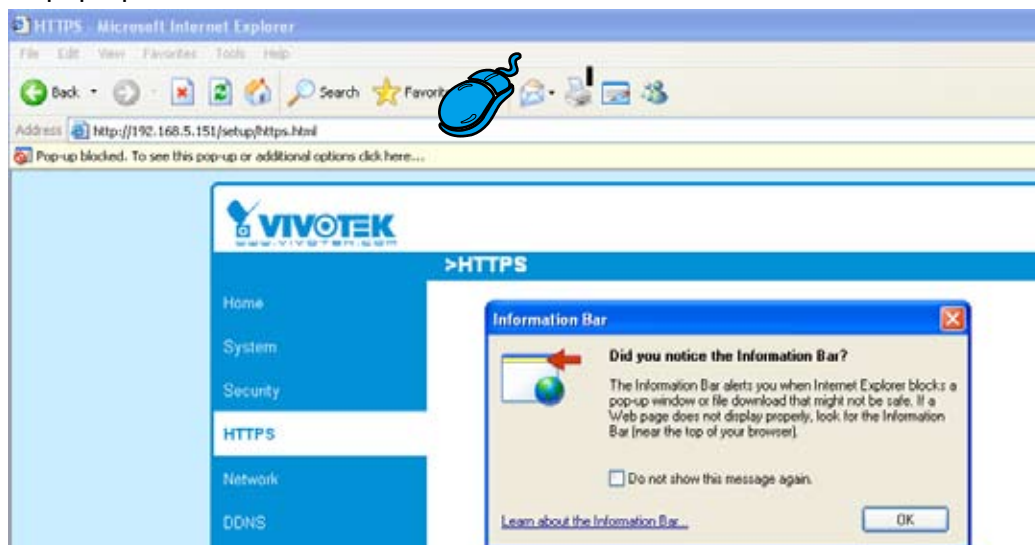 HTTPS - Microsoft Internet Explorer
File Edit View Favorites Tools Help
Back Search Favorit
Address http://192.168.5.151/setup/https.html
Pop-up blocked. To see this pop-up or additional options click here...
VIVOTEK
www.vivotek.com
>HTTPS
Home
System
Security
HTTPS
Network
DDNS
Information Bar
Did you notice the Information Bar?
The Information Bar alerts you when Internet Explorer blocks a
pop-up window or file download that might not be safe. If a
Web page does not display properly, look for the Information
Bar (near the top of your browser).
Do not show this message again.
Learn about the Information Bar...
OK